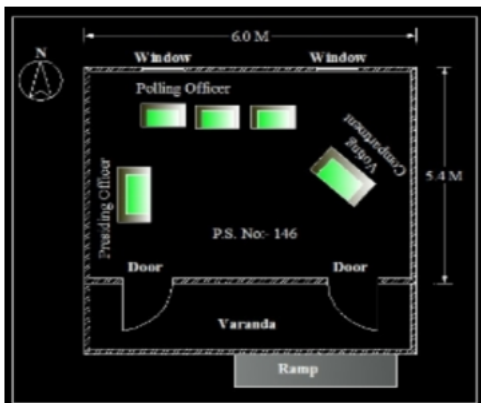 6.0 M
N
Window Window
Polling Officer
Voting
Compartment
5.4 M
Presiding Officer
P.S. No:- 146
Door Door
Varanda
Ramp